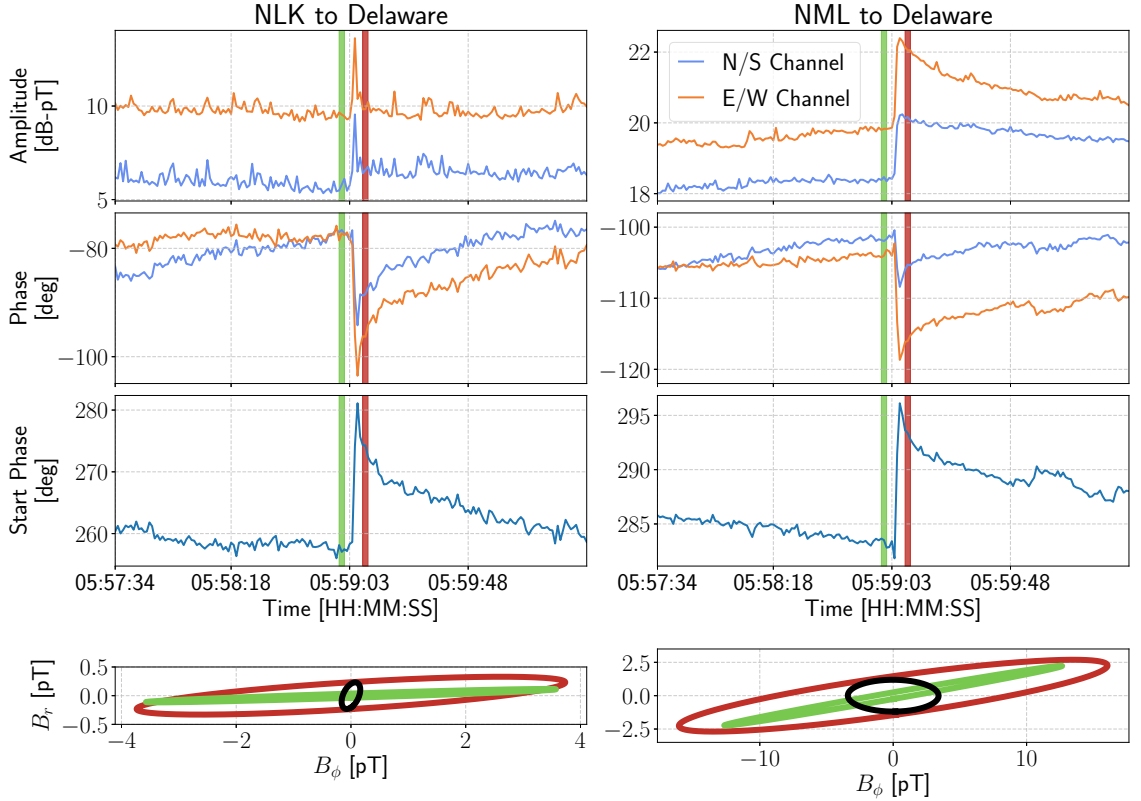 NLK to Delaware
NML to Delaware
Amplitude
[dB-pT]
10
5
22
20
18
N/S Channel
E/W Channel
Phase
[deg]
−80
−100
−100
−110
−120
Start Phase
[deg]
280
270
260
295
290
285
05:57:34 05:58:18 05:59:03 05:59:48
Time [HH:MM:SS]
05:57:34 05:58:18 05:59:03 05:59:48
Time [HH:MM:SS]
B_r [pT]
0.5
0.0
−0.5
−4 −2 0 2 4
B_ϕ [pT]
2.5
0.0
−2.5
−10 0 10
B_ϕ [pT]